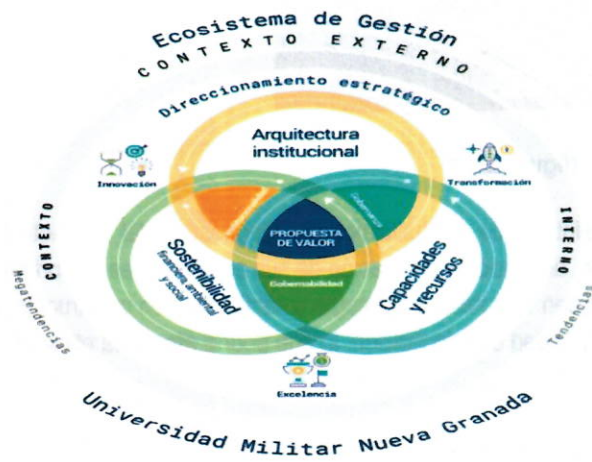 Ecosistema de Gestión
CONTEXTO EXTERNO
Direccionamiento estratégico
Arquitectura
institucional
Innovación
Transformación
Gobernanza
PROPUESTA
DE VALOR
CONTEXTO
INTERNO
Sostenibilidad
financiera, ambiental
y social
Gobernabilidad
Capacidades
y recursos
Megatendencias
Tendencias
Excelencia
Universidad Militar Nueva Granada